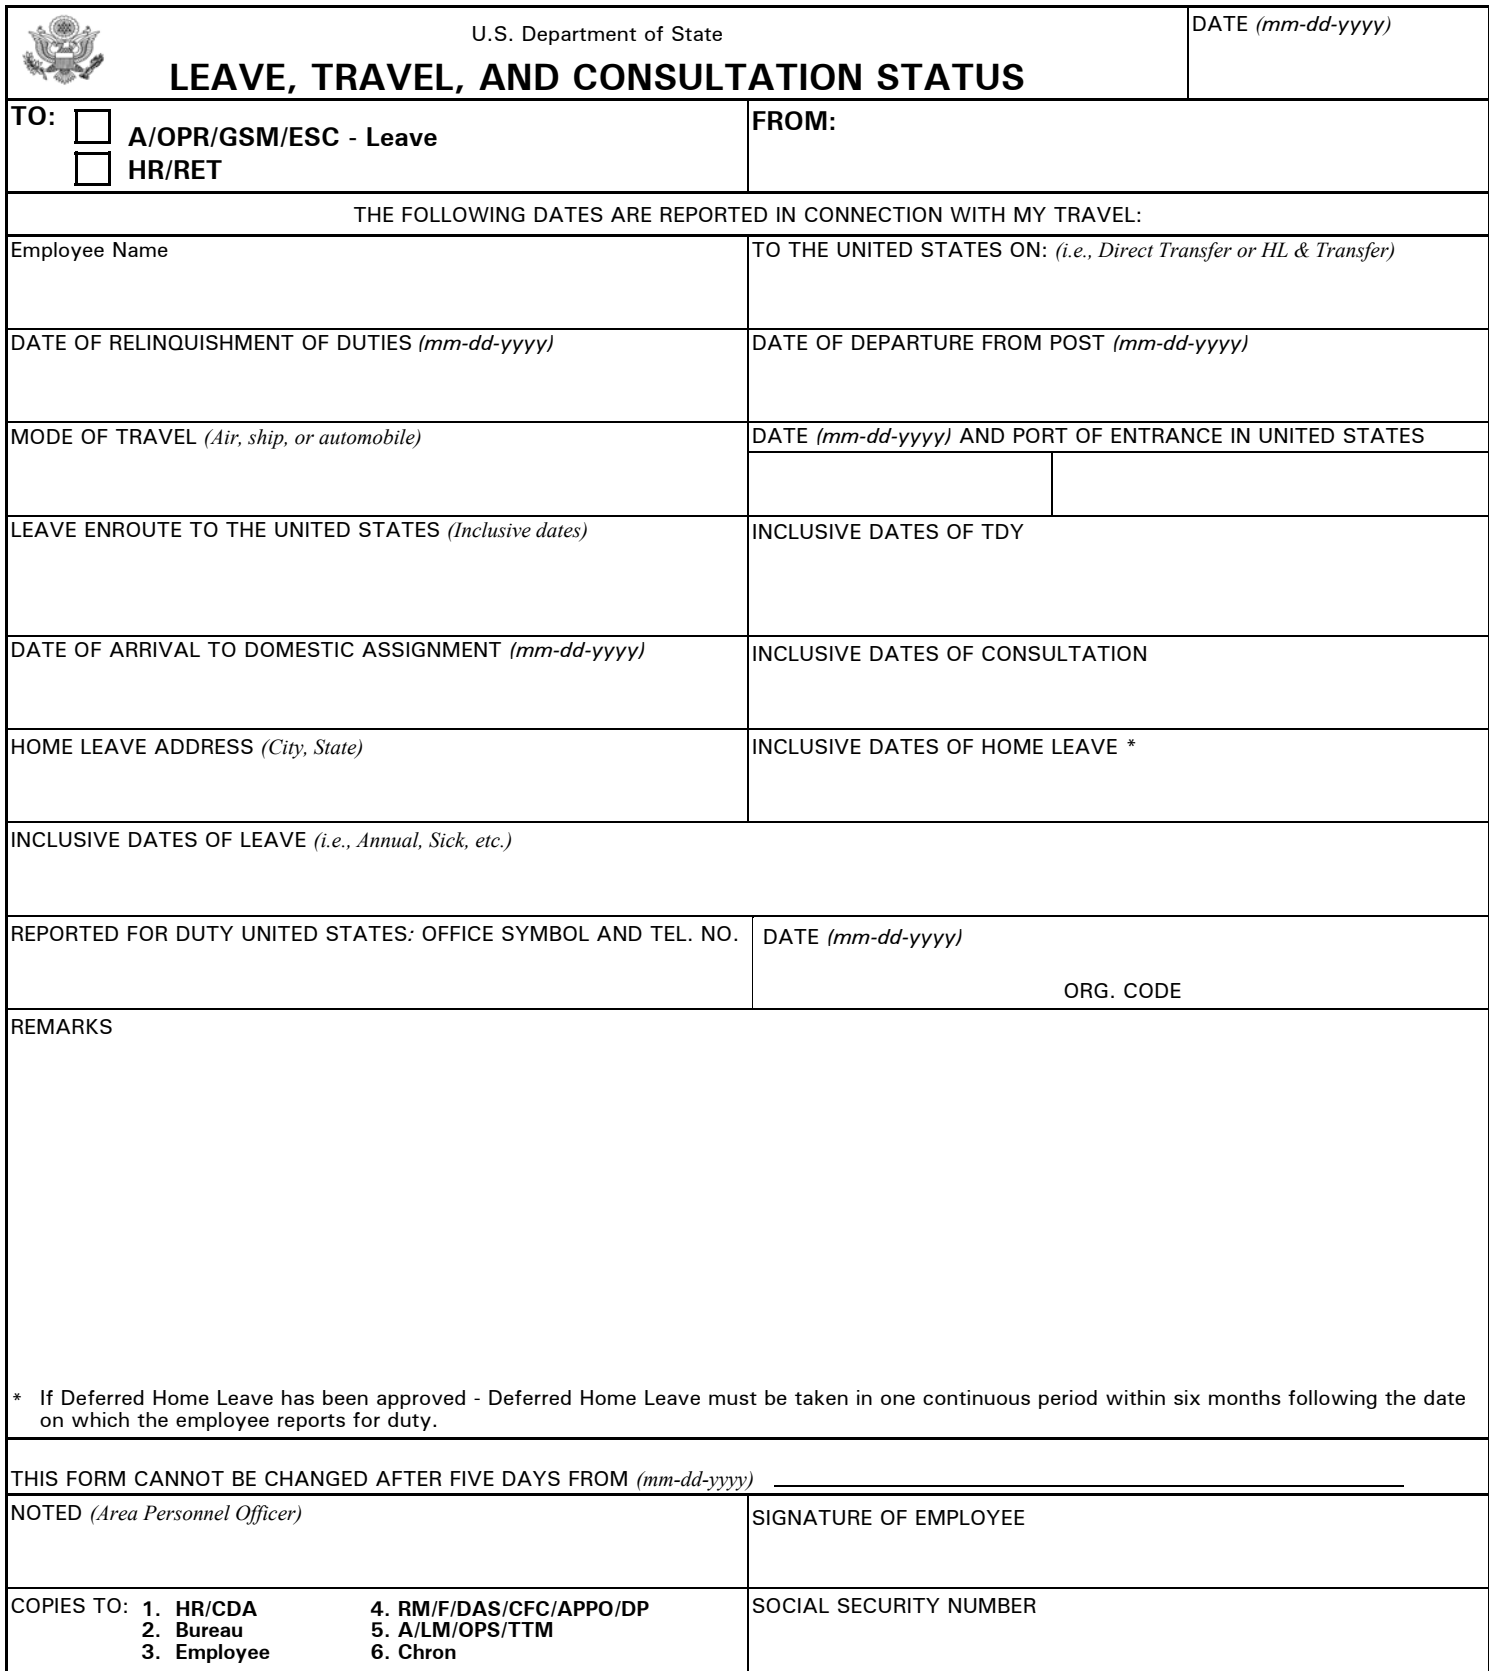 U.S. Department of State
LEAVE, TRAVEL, AND CONSULTATION STATUS
DATE (mm-dd-yyyy)
TO:
A/OPR/GSM/ESC - Leave
HR/RET
FROM:
THE FOLLOWING DATES ARE REPORTED IN CONNECTION WITH MY TRAVEL:
Employee Name
TO THE UNITED STATES ON: (i.e., Direct Transfer or HL & Transfer)
DATE OF RELINQUISHMENT OF DUTIES (mm-dd-yyyy)
DATE OF DEPARTURE FROM POST (mm-dd-yyyy)
MODE OF TRAVEL (Air, ship, or automobile)
DATE (mm-dd-yyyy) AND PORT OF ENTRANCE IN UNITED STATES
LEAVE ENROUTE TO THE UNITED STATES (Inclusive dates)
INCLUSIVE DATES OF TDY
DATE OF ARRIVAL TO DOMESTIC ASSIGNMENT (mm-dd-yyyy)
INCLUSIVE DATES OF CONSULTATION
HOME LEAVE ADDRESS (City, State)
INCLUSIVE DATES OF HOME LEAVE *
INCLUSIVE DATES OF LEAVE (i.e., Annual, Sick, etc.)
REPORTED FOR DUTY UNITED STATES: OFFICE SYMBOL AND TEL. NO.
DATE (mm-dd-yyyy)
ORG. CODE
REMARKS
* If Deferred Home Leave has been approved - Deferred Home Leave must be taken in one continuous period within six months following the date
on which the employee reports for duty.
THIS FORM CANNOT BE CHANGED AFTER FIVE DAYS FROM (mm-dd-yyyy)
NOTED (Area Personnel Officer)
SIGNATURE OF EMPLOYEE
COPIES TO: 1. HR/CDA 4. RM/F/DAS/CFC/APPO/DP
2. Bureau 5. A/LM/OPS/TTM
3. Employee 6. Chron
SOCIAL SECURITY NUMBER